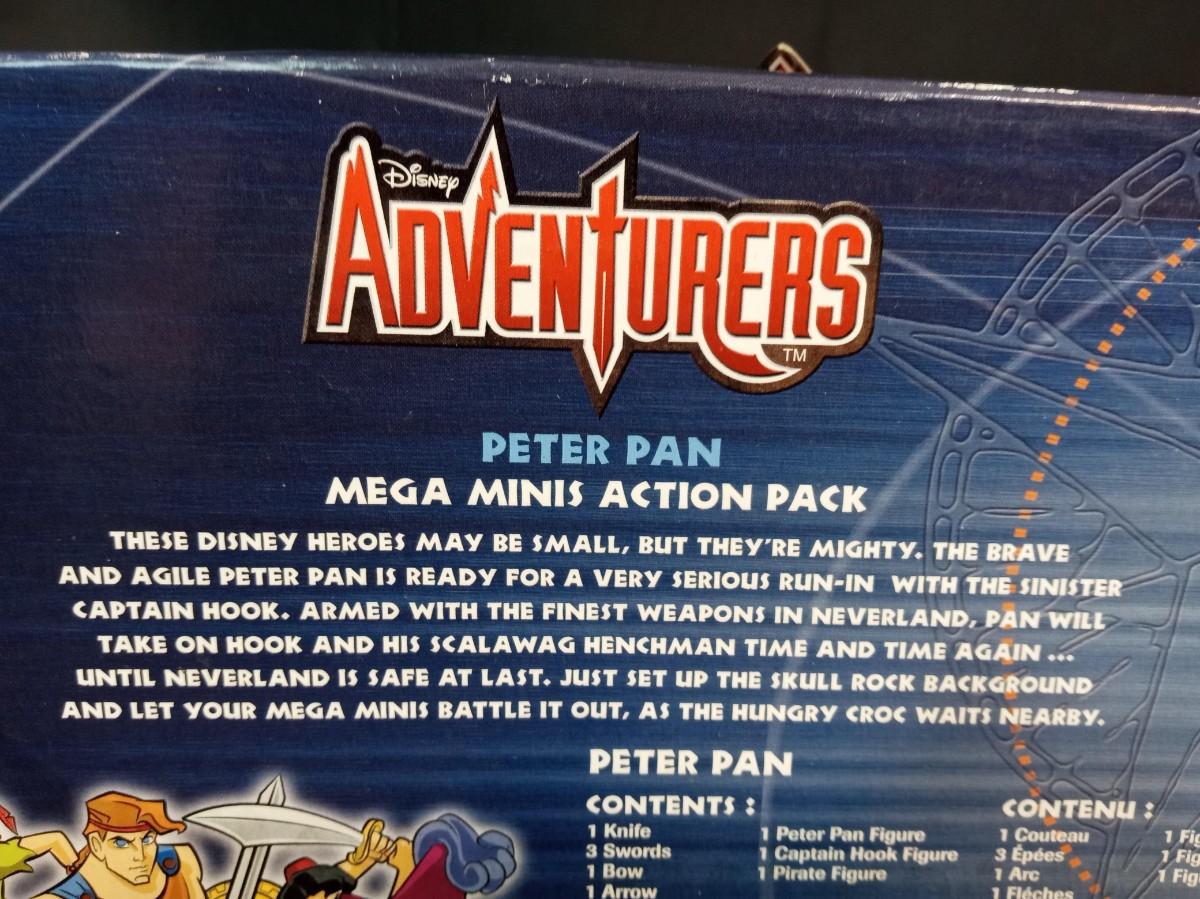 Disney
ADVENTURERS
TM
PETER PAN
MEGA MINIS ACTION PACK
THESE DISNEY HEROES MAY BE SMALL, BUT THEY'RE MIGHTY. THE BRAVE
AND AGILE PETER PAN IS READY FOR A VERY SERIOUS RUN-IN WITH THE SINISTER
CAPTAIN HOOK. ARMED WITH THE FINEST WEAPONS IN NEVERLAND, PAN WILL
TAKE ON HOOK AND HIS SCALAWAG HENCHMAN TIME AND TIME AGAIN ...
UNTIL NEVERLAND IS SAFE AT LAST. JUST SET UP THE SKULL ROCK BACKGROUND
AND LET YOUR MEGA MINIS BATTLE IT OUT, AS THE HUNGRY CROC WAITS NEARBY.
PETER PAN
CONTENTS :
1 Knife
3 Swords
1 Bow
1 Arrow
1 Peter Pan Figure
1 Captain Hook Figure
1 Pirate Figure
CONTENU :
1 Couteau
3 Épées
1 Arc
1 Fléches
1
1
1